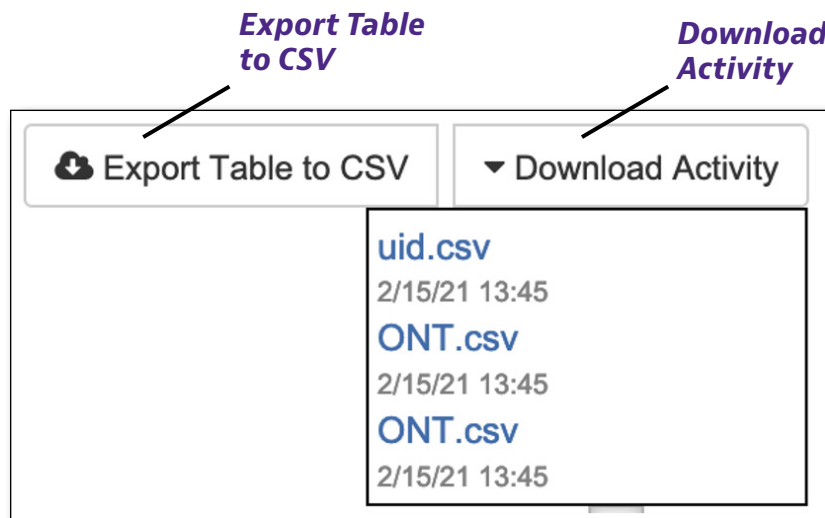 Export Table
to CSV
Download
Activity
Export Table to CSV
Download Activity
uid.csv
2/15/21 13:45
ONT.csv
2/15/21 13:45
ONT.csv
2/15/21 13:45